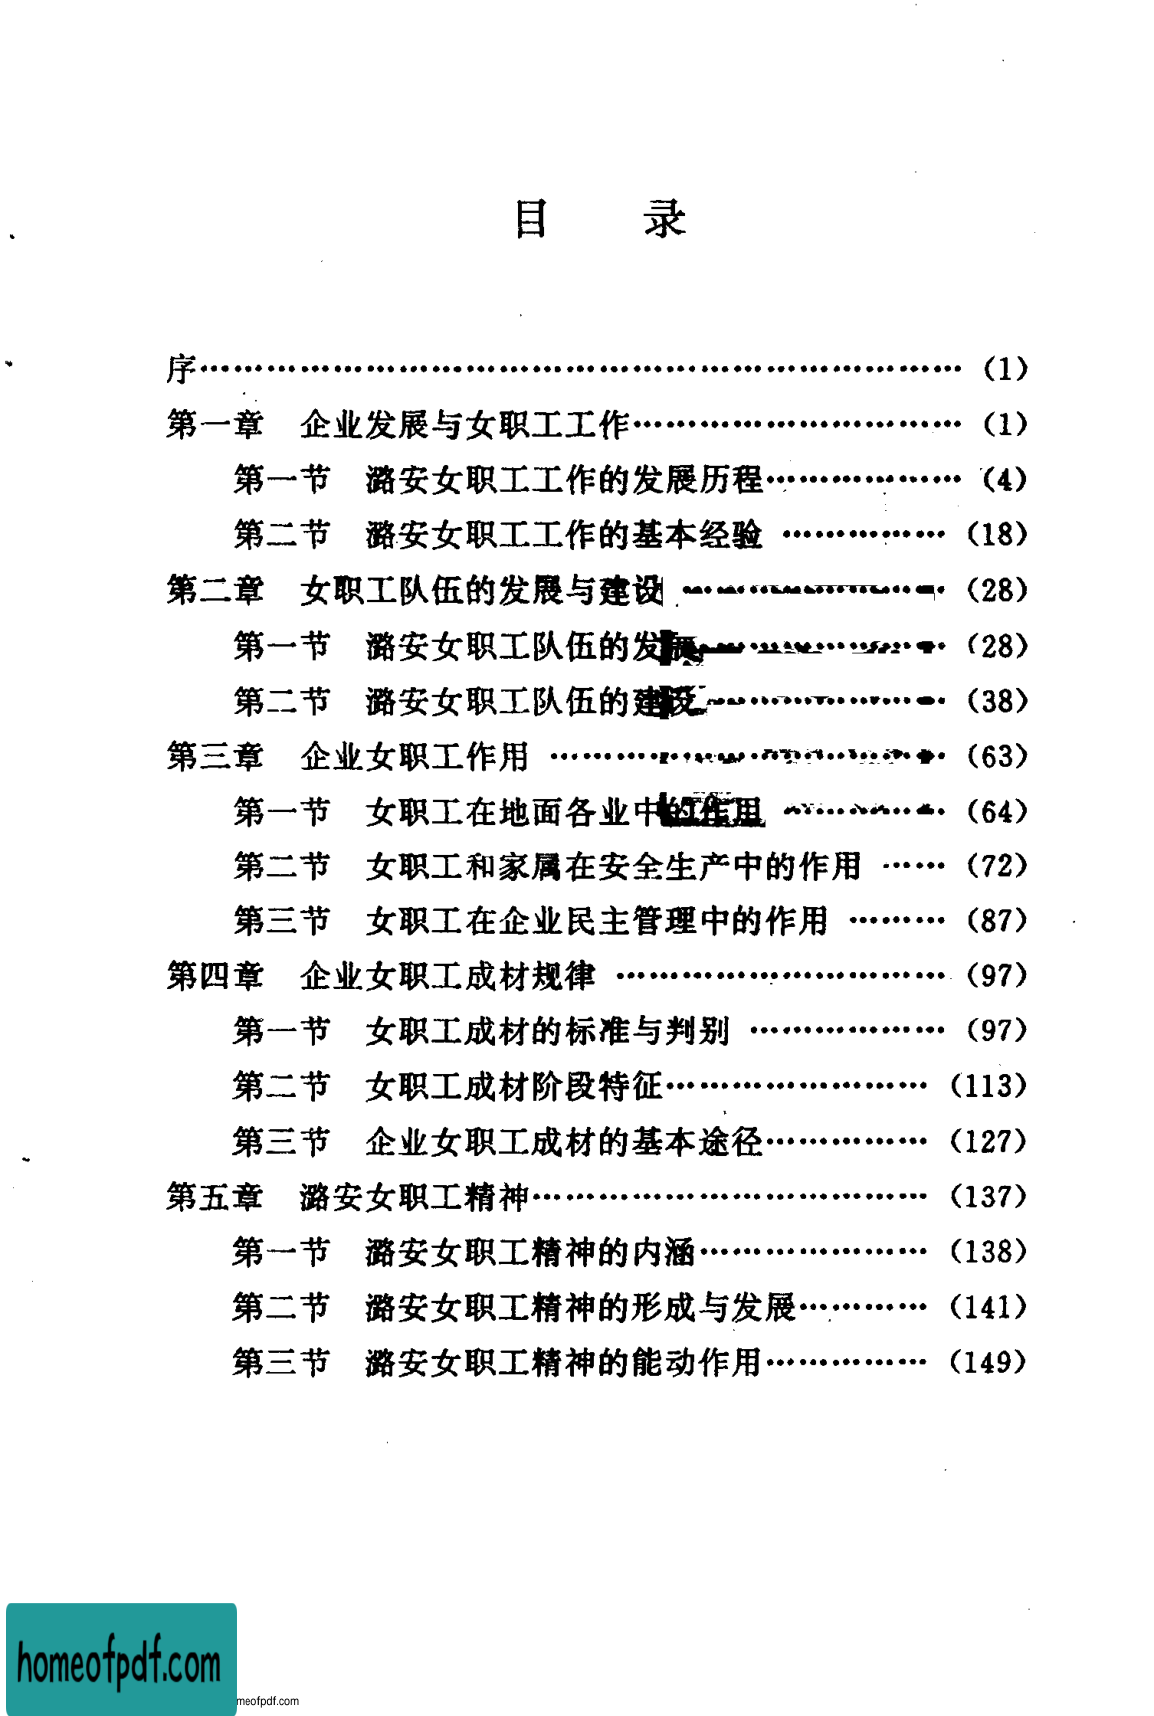 目 录
序…………………………………………………………… (1)
第一章 企业发展与女职工工作………………………… (1)
第一节 潞安女职工工作的发展历程……………… (4)
第二节 潞安女职工工作的基本经验 …………… (18)
第二章 女职工队伍的发展与建设 …………………… (28)
第一节 潞安女职工队伍的发展………………… (28)
第二节 潞安女职工队伍的建设………………… (38)
第三章 企业女职工作用 ……………………………… (63)
第一节 女职工在地面各业中的作用 …………… (64)
第二节 女职工和家属在安全生产中的作用 …… (72)
第三节 女职工在企业民主管理中的作用 ……… (87)
第四章 企业女职工成材规律 ………………………… (97)
第一节 女职工成材的标准与判别 ……………… (97)
第二节 女职工成材阶段特征…………………… (113)
第三节 企业女职工成材的基本途径…………… (127)
第五章 潞安女职工精神……………………………… (137)
第一节 潞安女职工精神的内涵………………… (138)
第二节 潞安女职工精神的形成与发展………… (141)
第三节 潞安女职工精神的能动作用…………… (149)
homeofpdf.com
meofpdf.com